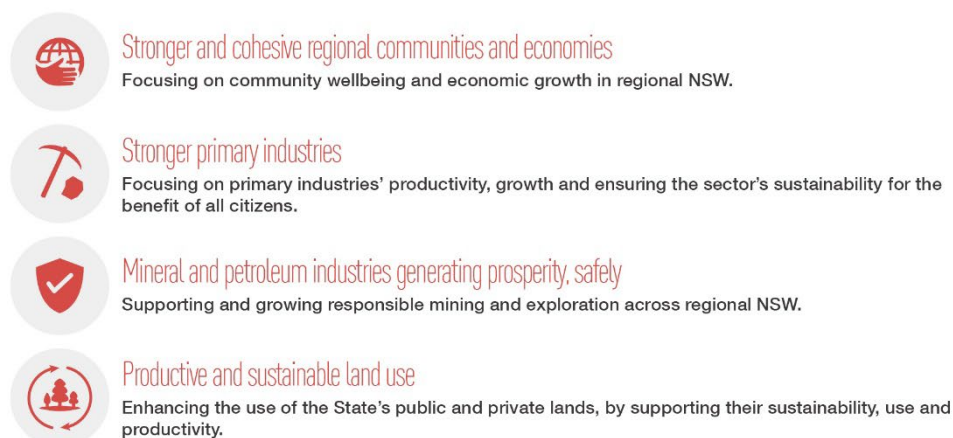 Stronger and cohesive regional communities and economies
Focusing on community wellbeing and economic growth in regional NSW.
Stronger primary industries
Focusing on primary industries’ productivity, growth and ensuring the sector’s sustainability for the
benefit of all citizens.
Mineral and petroleum industries generating prosperity, safely
Supporting and growing responsible mining and exploration across regional NSW.
Productive and sustainable land use
Enhancing the use of the State’s public and private lands, by supporting their sustainability, use and
productivity.